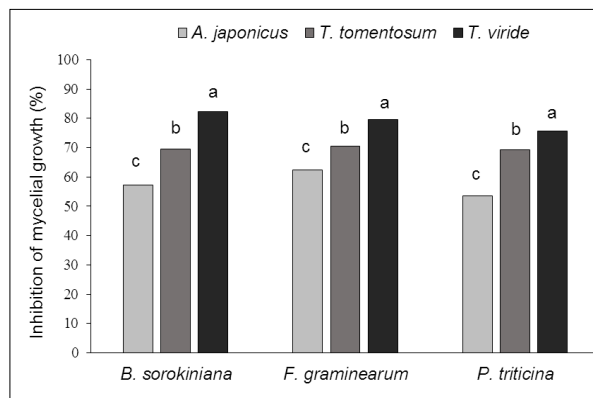 A. japonicus T. tomentosum T. viride
Inhibition of mycelial growth (%)
100
90
80
70
60
50
40
30
20
10
0
c b a
c b a
c b a
B. sorokiniana F. graminearum P. triticina